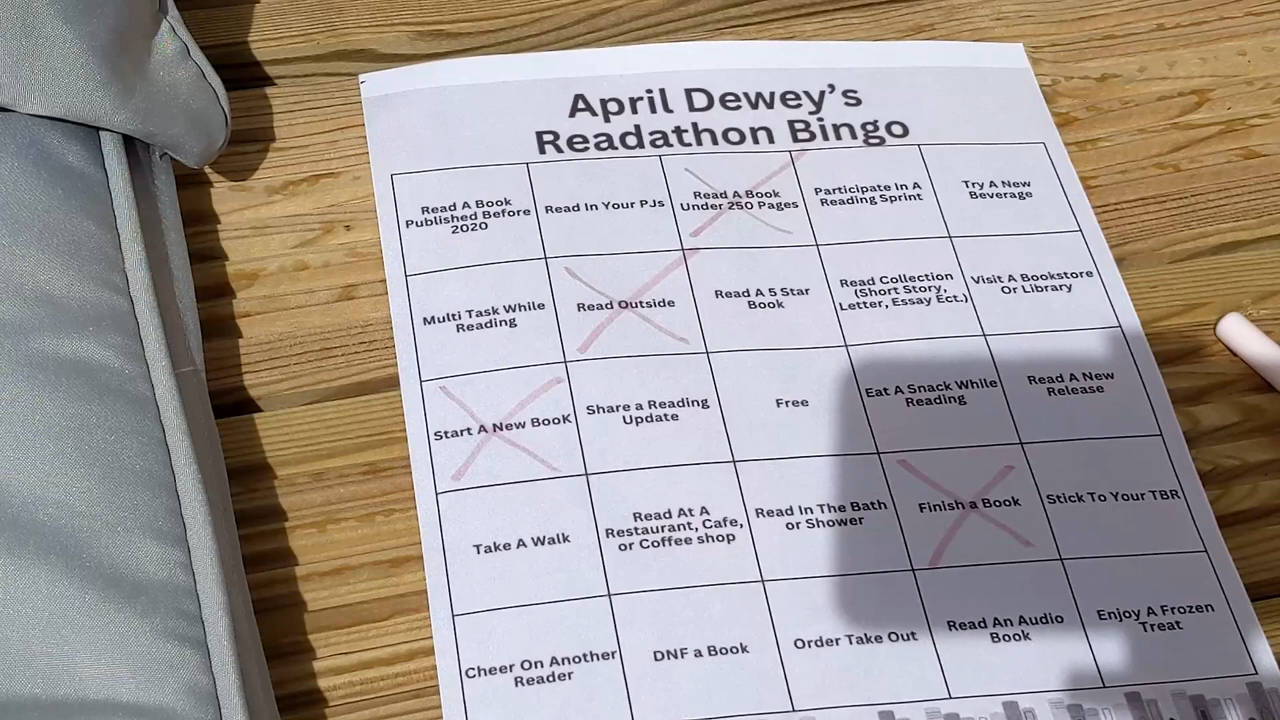 April Dewey's
Readathon Bingo
Read A Book
Published Before
2020
Read In Your PJs
Read A Book
Under 250 Pages
Participate In A
Reading Sprint
Try A New
Beverage
Multi Task While
Reading
Read Outside
Read A 5 Star
Book
Read Collection
(Short Story,
Letter, Essay Ect.)
Visit A Bookstore
Or Library
Start A New BooK
Share a Reading
Update
Free
Eat A Snack While
Reading
Read A New
Release
Take A Walk
Read At A
Restaurant, Cafe,
or Coffee shop
Read In The Bath
or Shower
Finish a Book
Stick To Your TBR
Cheer On Another
Reader
DNF a Book
Order Take Out
Read An Audio
Book
Enjoy A Frozen
Treat